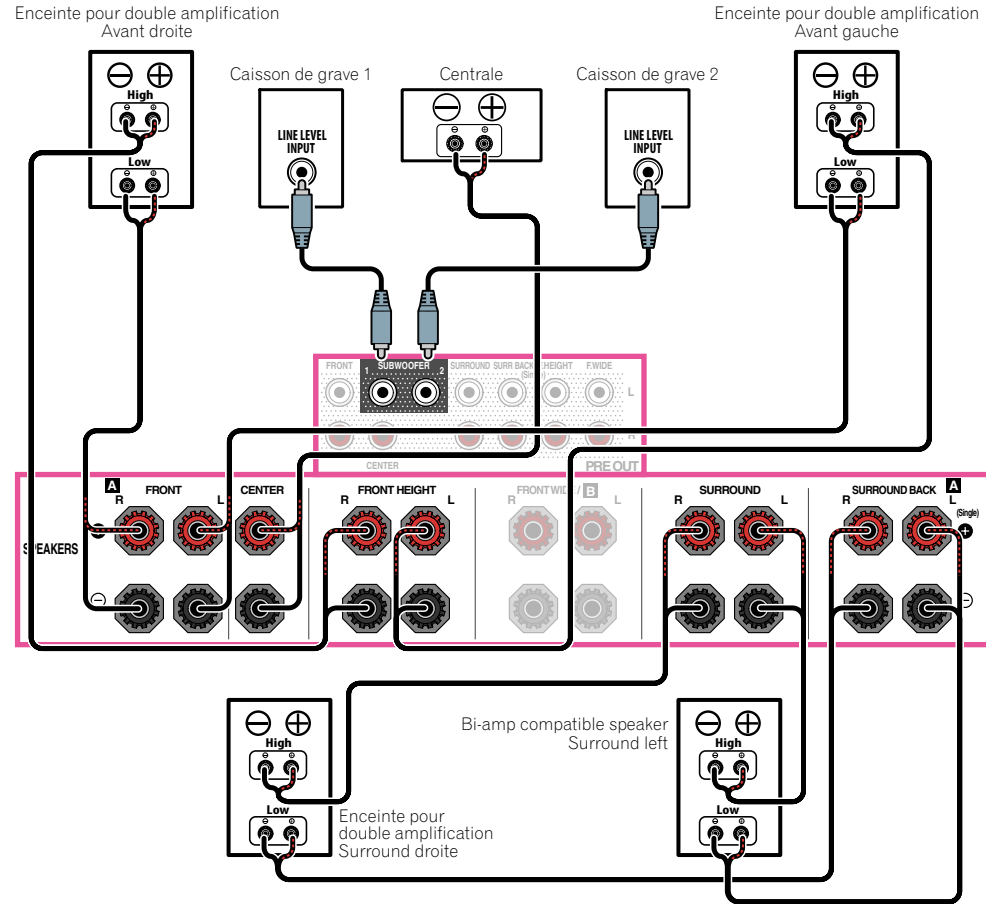 Enceinte pour double amplification
Avant droite
Enceinte pour double amplification
Avant gauche
Caisson de grave 1
Centrale
Caisson de grave 2
High
Low
LINE LEVEL
INPUT
LINE LEVEL
INPUT
High
Low
FRONT
SUBWOOFER
1
2
SURROUND
SURR BACK
(Single)
F.HEIGHT
F.WIDE
L
R
CENTER
PRE OUT
A
R
FRONT
L
CENTER
R
FRONT HEIGHT
L
R
FRONT WIDE / B
L
R
SURROUND
L
R
SURROUND BACK
A
L
(Single)
SPEAKERS
High
Low
Enceinte pour
double amplification
Surround droite
Bi-amp compatible speaker
Surround left
High
Low